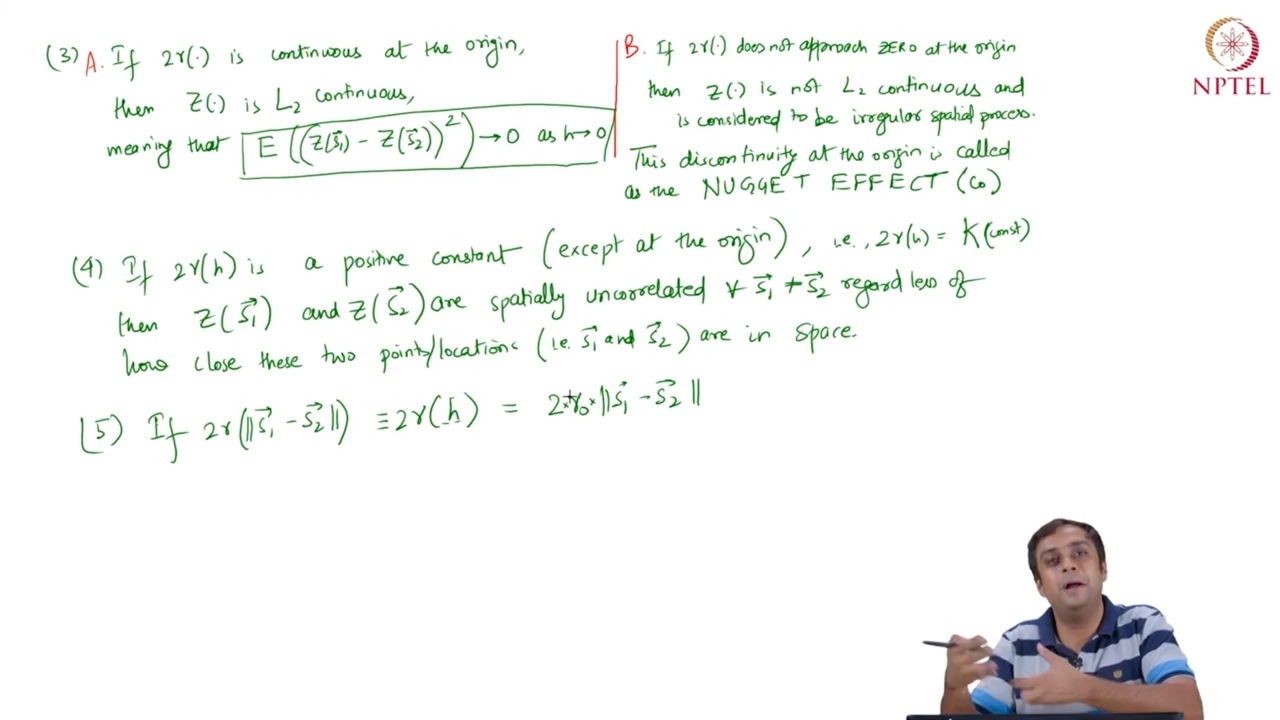 (3) A. If 2γ(·) is continuous at the origin,
then Z(·) is L₂ continuous,
meaning that E((Z(s⃗₁) - Z(s⃗₂))²) → 0 as h→0
B. If 2γ(·) does not approach ZERO at the origin
then Z(·) is not L₂ continuous and
is considered to be irregular spatial process.
This discontinuity at the origin is called
as the NUGGET EFFECT (C₀)
NPTEL
(4) If 2γ(h) is a positive constant (except at the origin), i.e., 2γ(h) = K(const)
then Z(s⃗₁) and Z(s⃗₂) are spatially uncorrelated ∀ s⃗₁ ≠ s⃗₂ regardless of
how close these two points/locations (i.e. s⃗₁ and s⃗₂) are in space.
(5) If 2γ(‖s⃗₁ - s⃗₂‖) ≡ 2γ(h) = 2*γ₀*‖s⃗₁ - s⃗₂‖